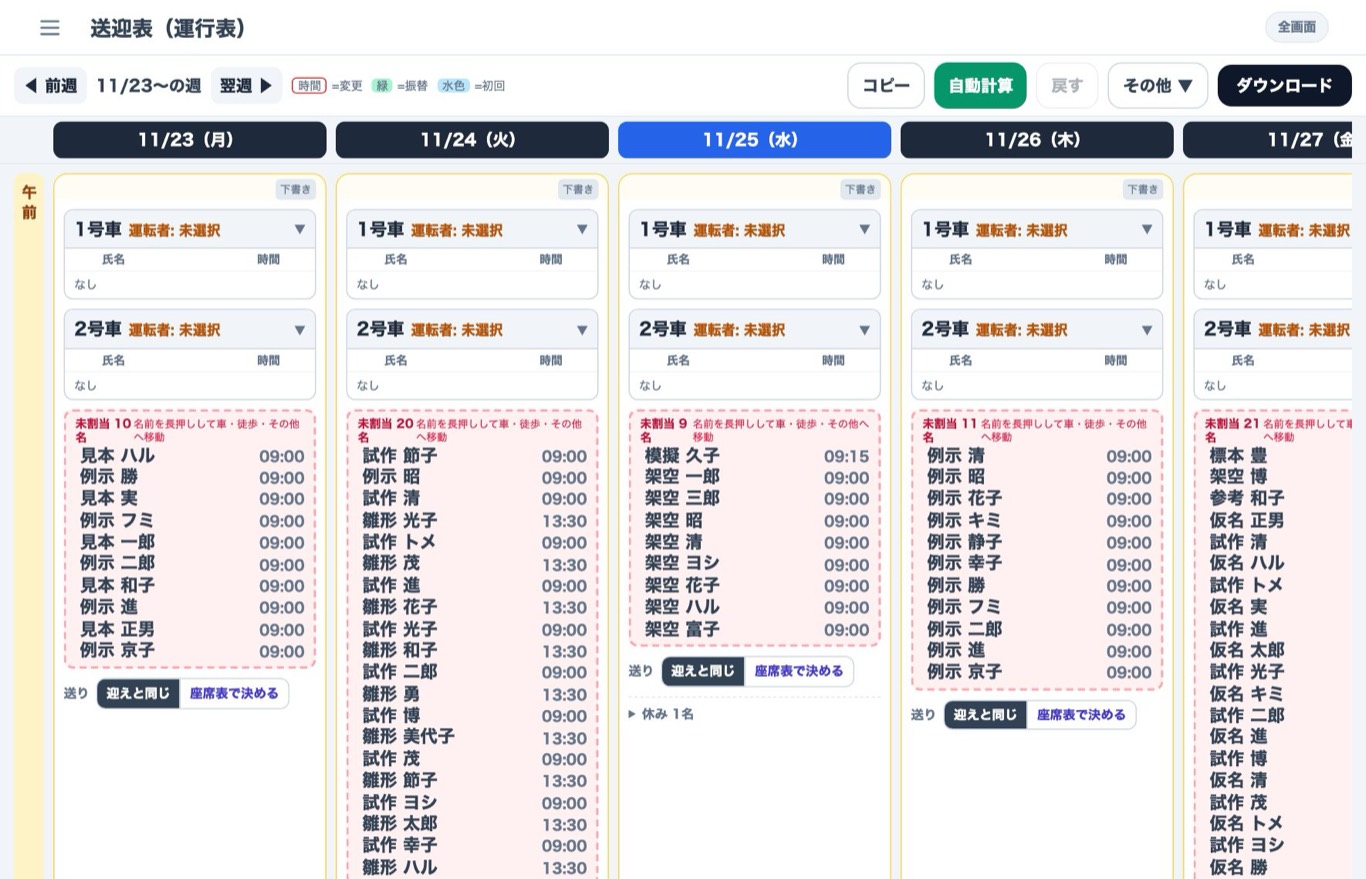 送迎表（運行表）
全画面
◀ 前週
11/23〜の週
翌週 ▶
時間 =変更 緑 =振替 水色 =初回
コピー
自動計算
戻す
その他 ▼
ダウンロード
11/23（月）
11/24（火）
11/25（水）
11/26（木）
11/27（金
午前
下書き
1号車 運転者: 未選択 ▼
氏名 時間
なし
2号車 運転者: 未選択 ▼
氏名 時間
なし
未割当 10名 名前を長押しして車・徒歩・その他へ移動
見本 ハル 09:00
例示 勝 09:00
見本 実 09:00
例示 フミ 09:00
見本 一郎 09:00
例示 二郎 09:00
見本 和子 09:00
例示 進 09:00
見本 正男 09:00
例示 京子 09:00
送り 迎えと同じ 座席表で決める
下書き
1号車 運転者: 未選択 ▼
氏名 時間
なし
2号車 運転者: 未選択 ▼
氏名 時間
なし
未割当 20名 名前を長押しして車・徒歩・その他へ移動
試作 節子 09:00
例示 昭 09:00
試作 清 09:00
雛形 光子 13:30
試作 トメ 09:00
雛形 茂 13:30
試作 進 09:00
雛形 花子 13:30
試作 光子 09:00
雛形 和子 13:30
試作 二郎 09:00
雛形 勇 13:30
試作 博 09:00
雛形 美代子 13:30
試作 茂 09:00
雛形 節子 13:30
試作 ヨシ 09:00
雛形 太郎 13:30
試作 幸子 09:00
雛形 ハル 13:30
下書き
1号車 運転者: 未選択 ▼
氏名 時間
なし
2号車 運転者: 未選択 ▼
氏名 時間
なし
未割当 9名 名前を長押しして車・徒歩・その他へ移動
模擬 久子 09:15
架空 一郎 09:00
架空 三郎 09:00
架空 昭 09:00
架空 清 09:00
架空 ヨシ 09:00
架空 花子 09:00
架空 ハル 09:00
架空 富子 09:00
送り 迎えと同じ 座席表で決める
▶ 休み 1名
下書き
1号車 運転者: 未選択 ▼
氏名 時間
なし
2号車 運転者: 未選択 ▼
氏名 時間
なし
未割当 11名 名前を長押しして車・徒歩・その他へ移動
例示 清 09:00
例示 昭 09:00
例示 花子 09:00
例示 キミ 09:00
例示 静子 09:00
例示 幸子 09:00
例示 勝 09:00
例示 フミ 09:00
例示 二郎 09:00
例示 進 09:00
例示 京子 09:00
送り 迎えと同じ 座席表で決める
1号車 運転者: 未選択
氏名
なし
2号車 運転者: 未選択
氏名
なし
未割当 21名 名前を長押しして車・徒歩・その他へ移動
標本 豊
架空 博
参考 和子
仮名 正男
試作 清
仮名 ハル
試作 トメ
仮名 実
試作 進
仮名 太郎
試作 光子
仮名 キミ
試作 二郎
仮名 進
試作 博
仮名 清
試作 茂
仮名 トメ
試作 ヨシ
仮名 勝